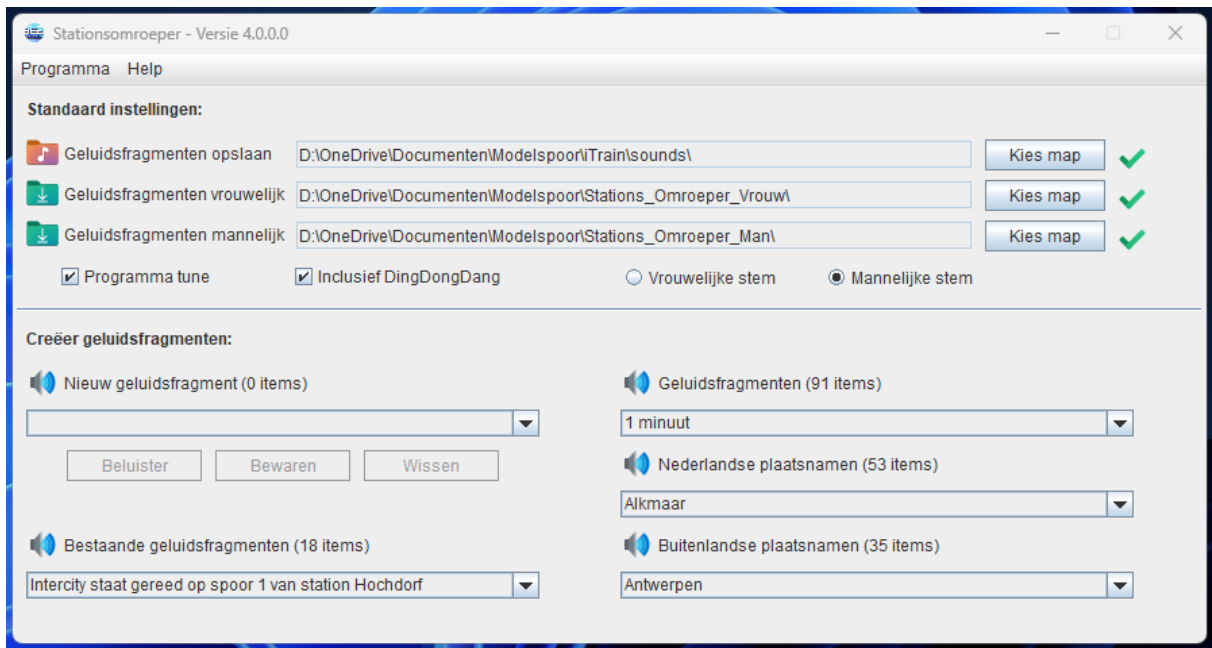 Stationsomroeper - Versie 4.0.0.0
Programma Help
Standaard instellingen:
Geluidsfragmenten opslaan D:\OneDrive\Documenten\Modelspoor\iTrain\sounds\ Kies map
Geluidsfragmenten vrouwelijk D:\OneDrive\Documenten\Modelspoor\Stations_Omroeper_Vrouw\ Kies map
Geluidsfragmenten mannelijk D:\OneDrive\Documenten\Modelspoor\Stations_Omroeper_Man\ Kies map
Programma tune Inclusief DingDongDang Vrouwelijke stem Mannelijke stem
Creëer geluidsfragmenten:
Nieuw geluidsfragment (0 items)
Beluister Bewaren Wissen
Bestaande geluidsfragmenten (18 items)
Intercity staat gereed op spoor 1 van station Hochdorf
Geluidsfragmenten (91 items)
1 minuut
Nederlandse plaatsnamen (53 items)
Alkmaar
Buitenlandse plaatsnamen (35 items)
Antwerpen